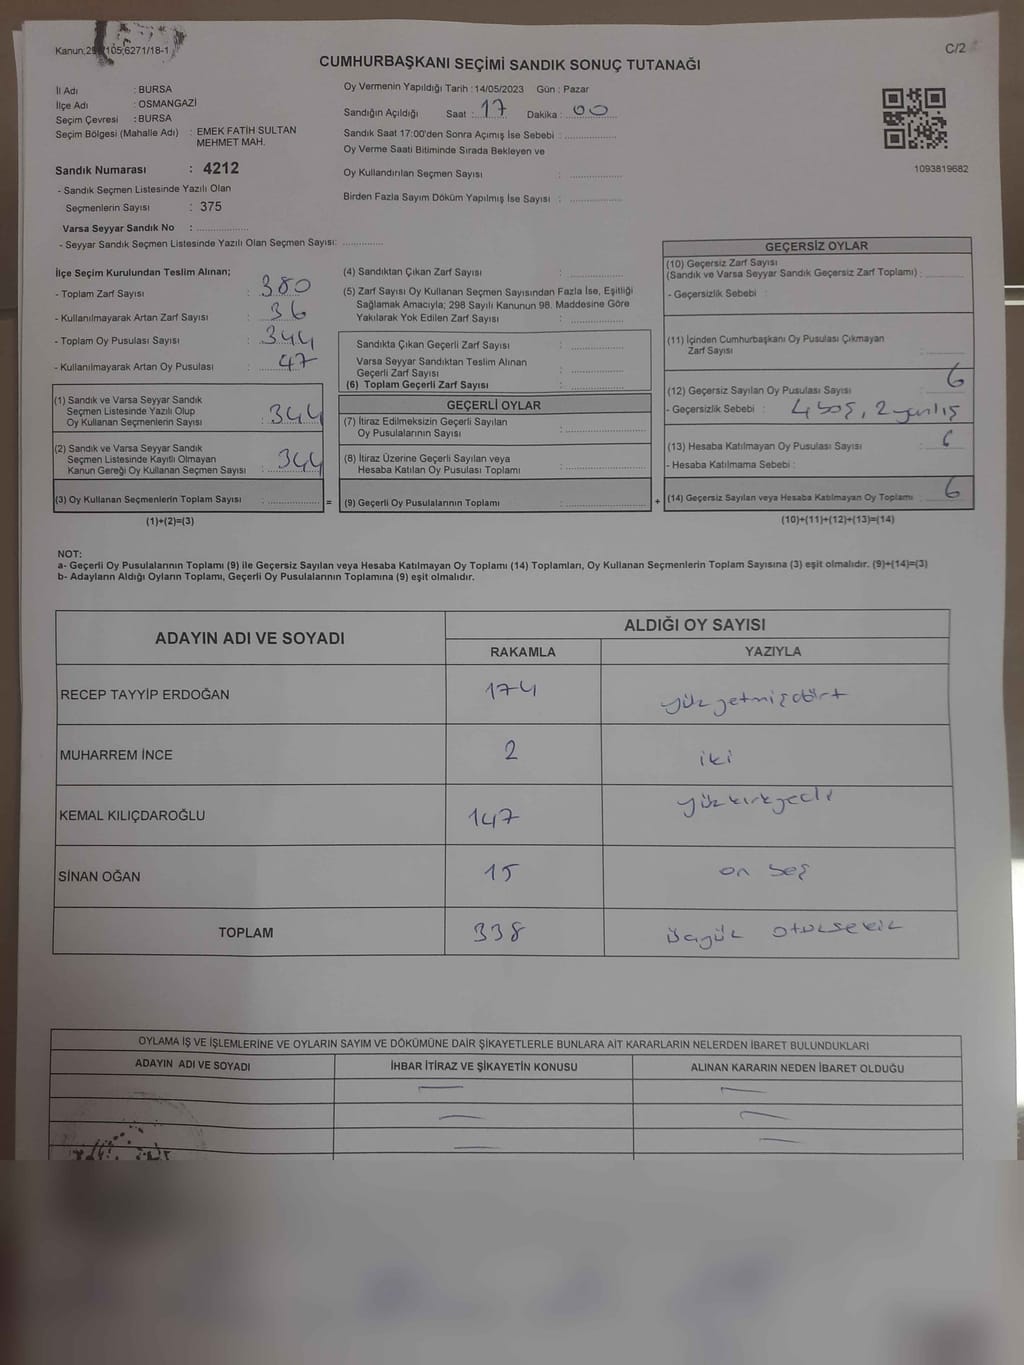 Kanun:29 105;6271/18-1
C/2
CUMHURBAŞKANI SEÇİMİ SANDIK SONUÇ TUTANAĞI
İl Adı : BURSA
İlçe Adı : OSMANGAZİ
Seçim Çevresi : BURSA
Seçim Bölgesi (Mahalle Adı) : EMEK FATİH SULTAN
MEHMET MAH.
Sandık Numarası : 4212
- Sandık Seçmen Listesinde Yazılı Olan
Seçmenlerin Sayısı : 375
Varsa Seyyar Sandık No : ................
- Seyyar Sandık Seçmen Listesinde Yazılı Olan Seçmen Sayısı: .............
Oy Vermenin Yapıldığı Tarih : 14/05/2023 Gün : Pazar
Sandığın Açıldığı Saat : 17 Dakika : 00
Sandık Saat 17:00'den Sonra Açımış İse Sebebi : ................
Oy Verme Saati Bitiminde Sırada Bekleyen ve
Oy Kullandırılan Seçmen Sayısı : ................
Birden Fazla Sayım Döküm Yapılmış İse Sayısı : ................
1093819682
İlçe Seçim Kurulundan Teslim Alınan;
- Toplam Zarf Sayısı : 380
- Kullanılmayarak Artan Zarf Sayısı : 36
- Toplam Oy Pusulası Sayısı : 344
- Kullanılmayarak Artan Oy Pusulası : 47
(1) Sandık ve Varsa Seyyar Sandık
Seçmen Listesinde Yazılı Olup
Oy Kullanan Seçmenlerin Sayısı : 344
(2) Sandık ve Varsa Seyyar Sandık
Seçmen Listesinde Kayıtlı Olmayan
Kanun Gereği Oy Kullanan Seçmen Sayısı : 344
(3) Oy Kullanan Seçmenlerin Toplam Sayısı : ................ =
(1)+(2)=(3)
(4) Sandıktan Çıkan Zarf Sayısı : ................
(5) Zarf Sayısı Oy Kullanan Seçmen Sayısından Fazla İse, Eşitliği
Sağlamak Amacıyla; 298 Sayılı Kanunun 98. Maddesine Göre
Yakılarak Yok Edilen Zarf Sayısı : ................
Sandıkta Çıkan Geçerli Zarf Sayısı : ................
Varsa Seyyar Sandıktan Teslim Alınan
Geçerli Zarf Sayısı : ................
(6) Toplam Geçerli Zarf Sayısı : ................
GEÇERLİ OYLAR
(7) İtiraz Edilmeksizin Geçerli Sayılan
Oy Pusulalarının Sayısı : ................
(8) İtiraz Üzerine Geçerli Sayılan veya
Hesaba Katılan Oy Pusulası Toplamı : ................
(9) Geçerli Oy Pusulalarının Toplamı : ................ +
GEÇERSİZ OYLAR
(10) Geçersiz Zarf Sayısı
(Sandık ve Varsa Seyyar Sandık Geçersiz Zarf Toplamı) : ............
- Geçersizlik Sebebi :
(11) İçinden Cumhurbaşkanı Oy Pusulası Çıkmayan
Zarf Sayısı : ............
(12) Geçersiz Sayılan Oy Pusulası Sayısı : 6
- Geçersizlik Sebebi : 4 boş, 2 yanlış
(13) Hesaba Katılmayan Oy Pusulası Sayısı :
- Hesaba Katılmama Sebebi :
(14) Geçersiz Sayılan veya Hesaba Katılmayan Oy Toplamı : 6
(10)+(11)+(12)+(13)=(14)
NOT:
a- Geçerli Oy Pusulalarının Toplamı (9) ile Geçersiz Sayılan veya Hesaba Katılmayan Oy Toplamı (14) Toplamları, Oy Kullanan Seçmenlerin Toplam Sayısına (3) eşit olmalıdır. (9)+(14)=(3)
b- Adayların Aldığı Oyların Toplamı, Geçerli Oy Pusulalarının Toplamına (9) eşit olmalıdır.
ADAYIN ADI VE SOYADI
ALDIĞI OY SAYISI
RAKAMLA YAZIYLA
RECEP TAYYİP ERDOĞAN 174 yüzyetmişdört
MUHARREM İNCE 2 iki
KEMAL KILIÇDAROĞLU 147 yüzkırkyedi
SİNAN OĞAN 15 on beş
TOPLAM 338 üçyüz otuzsekiz
OYLAMA İŞ VE İŞLEMLERİNE VE OYLARIN SAYIM VE DÖKÜMÜNE DAİR ŞİKAYETLERLE BUNLARA AİT KARARLARIN NELERDEN İBARET BULUNDUKLARI
ADAYIN ADI VE SOYADI İHBAR İTİRAZ VE ŞİKAYETİN KONUSU ALINAN KARARIN NEDEN İBARET OLDUĞU